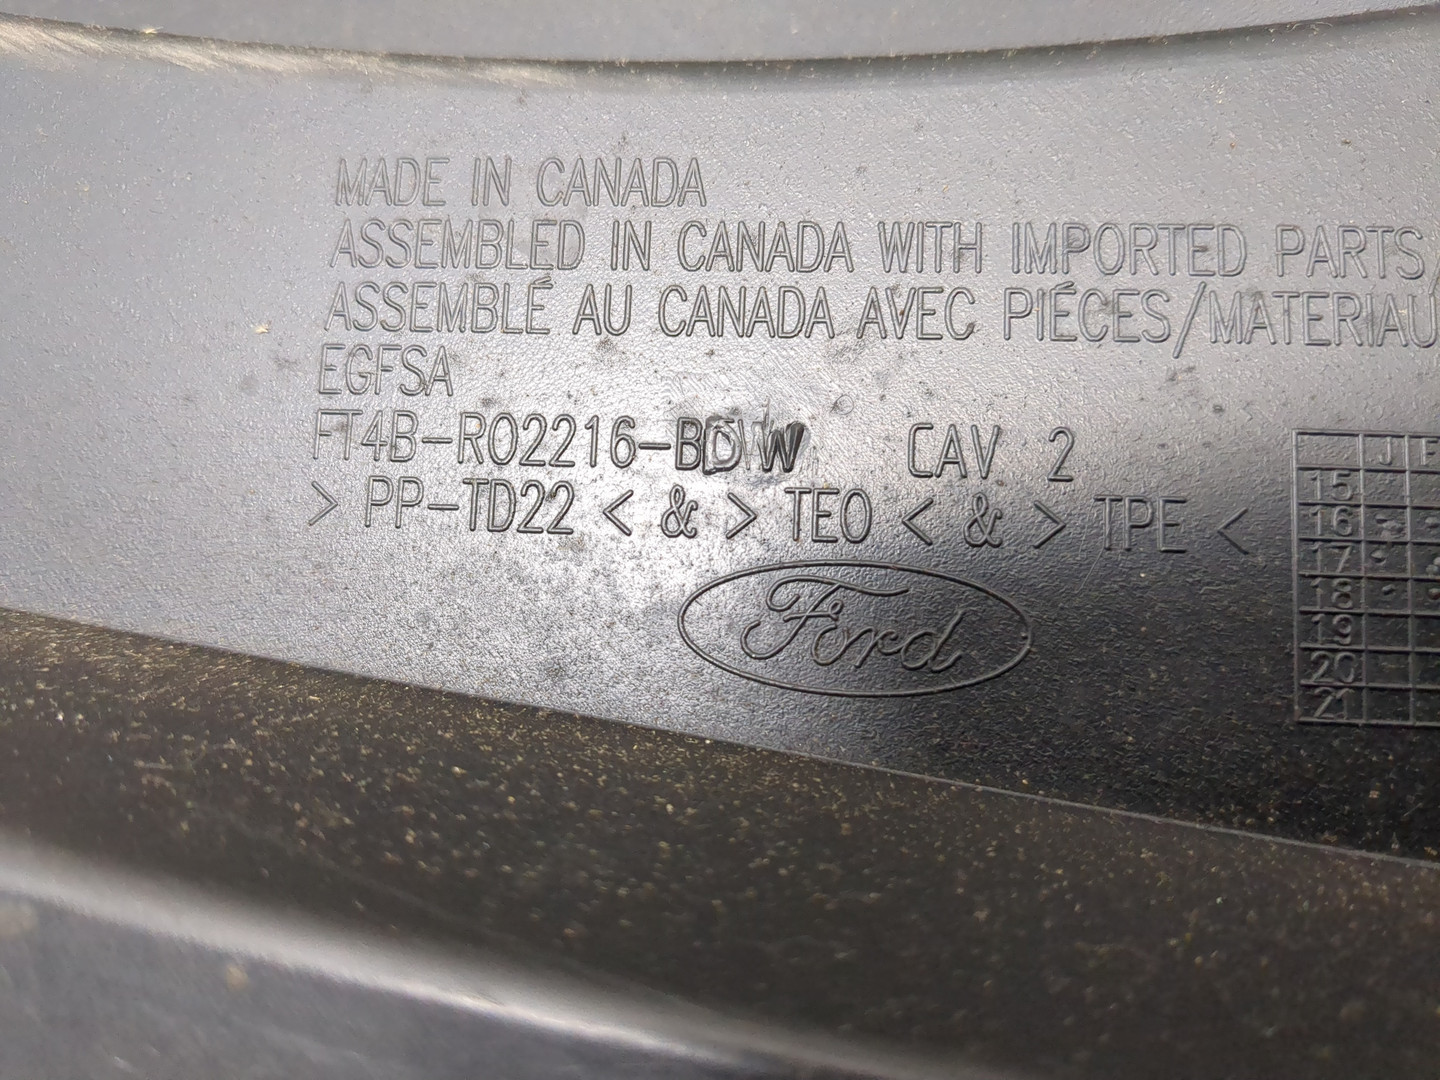 MADE IN CANADA
ASSEMBLED IN CANADA WITH IMPORTED PARTS/
ASSEMBLÉ AU CANADA AVEC PIÉCES/MATERIAU
EGFSA
FT4B-R02216-BDW CAV 2
> PP-TD22 < & > TEO < & > TPE <
Ford
J F
15
16
17
18
19
20
21